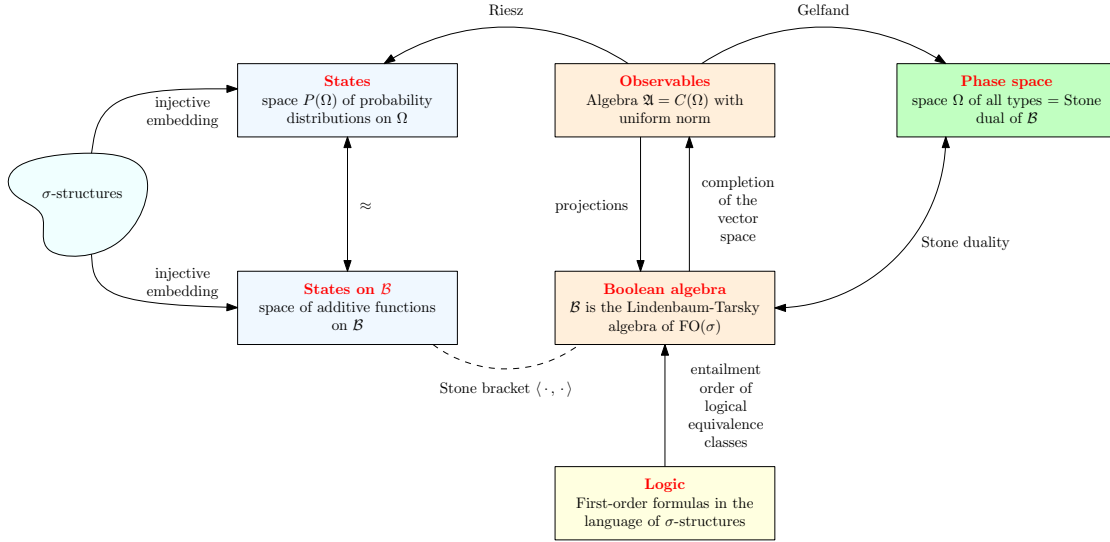 Riesz
Gelfand
States
space P(Ω) of probability
distributions on Ω
Observables
Algebra 𝔄 = C(Ω) with
uniform norm
Phase space
space Ω of all types = Stone
dual of ℬ
injective
embedding
σ-structures
≈
projections
completion
of the
vector
space
Stone duality
injective
embedding
States on ℬ
space of additive functions
on ℬ
Boolean algebra
ℬ is the Lindenbaum-Tarsky
algebra of FO(σ)
Stone bracket ⟨ · , · ⟩
entailment
order of
logical
equivalence
classes
Logic
First-order formulas in the
language of σ-structures